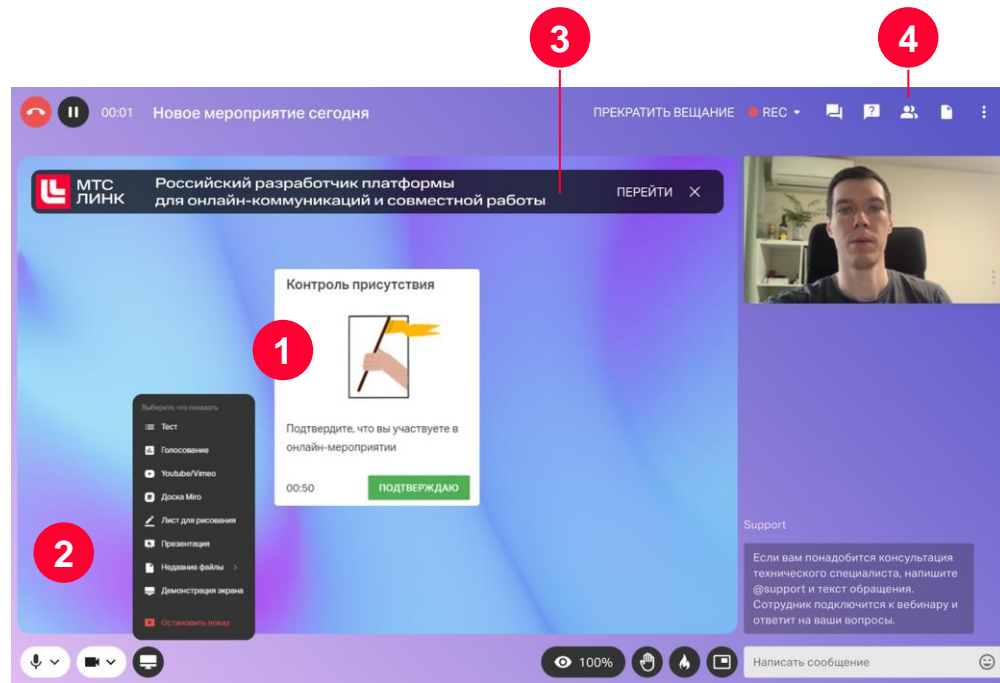 3
4
00:01 Новое мероприятие сегодня ПРЕКРАТИТЬ ВЕЩАНИЕ REC
МТС
ЛИНК
Российский разработчик платформы
для онлайн-коммуникаций и совместной работы
ПЕРЕЙТИ
Контроль присутствия
1
Подтвердите, что вы участвуете в
онлайн-мероприятии
00:50 ПОДТВЕРЖДАЮ
Выберите, что показать
Тест
Голосование
Youtube/Vimeo
Доска Miro
Лист для рисования
2
Презентация
Недавние файлы
Демонстрация экрана
Остановить показ
Support
Если вам понадобится консультация
технического специалиста, напишите
@support и текст обращения.
Сотрудник подключится к вебинару и
ответит на ваши вопросы.
100%
Написать сообщение